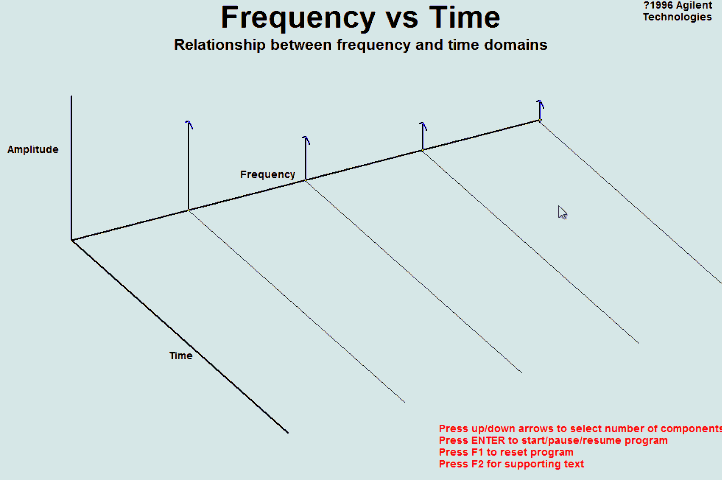 Frequency vs Time
?1996 Agilent
Technologies
Relationship between frequency and time domains
Amplitude
Frequency
Time
Press up/down arrows to select number of components
Press ENTER to start/pause/resume program
Press F1 to reset program
Press F2 for supporting text